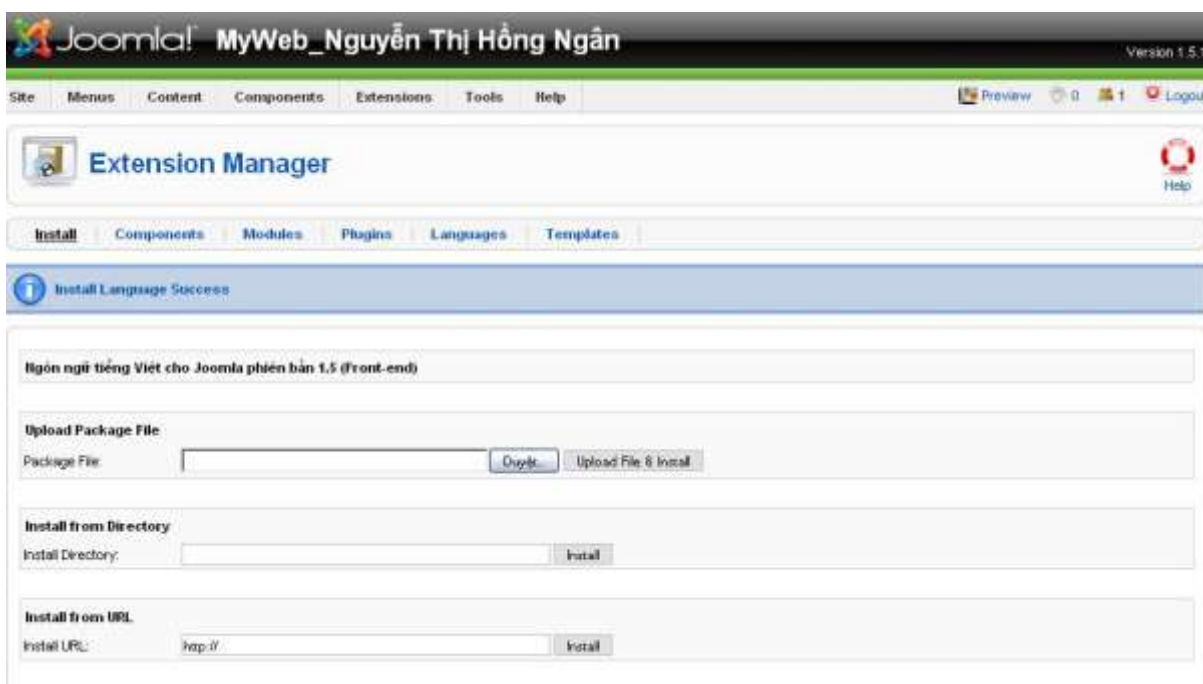 Joomla! MyWeb_Nguyễn Thị Hồng Ngân
Version 1.5.
Site Menus Content Components Extensions Tools Help Preview 0 1 Logou
Extension Manager
Help
Install Components Modules Plugins Languages Templates
Install Language Success
Ngôn ngữ tiếng Việt cho Joomla phiên bản 1.5 (Front-end)
Upload Package File
Package File: Duyệt... Upload File & Install
Install from Directory
Install Directory: Install
Install from URL
Install URL: http:// Install